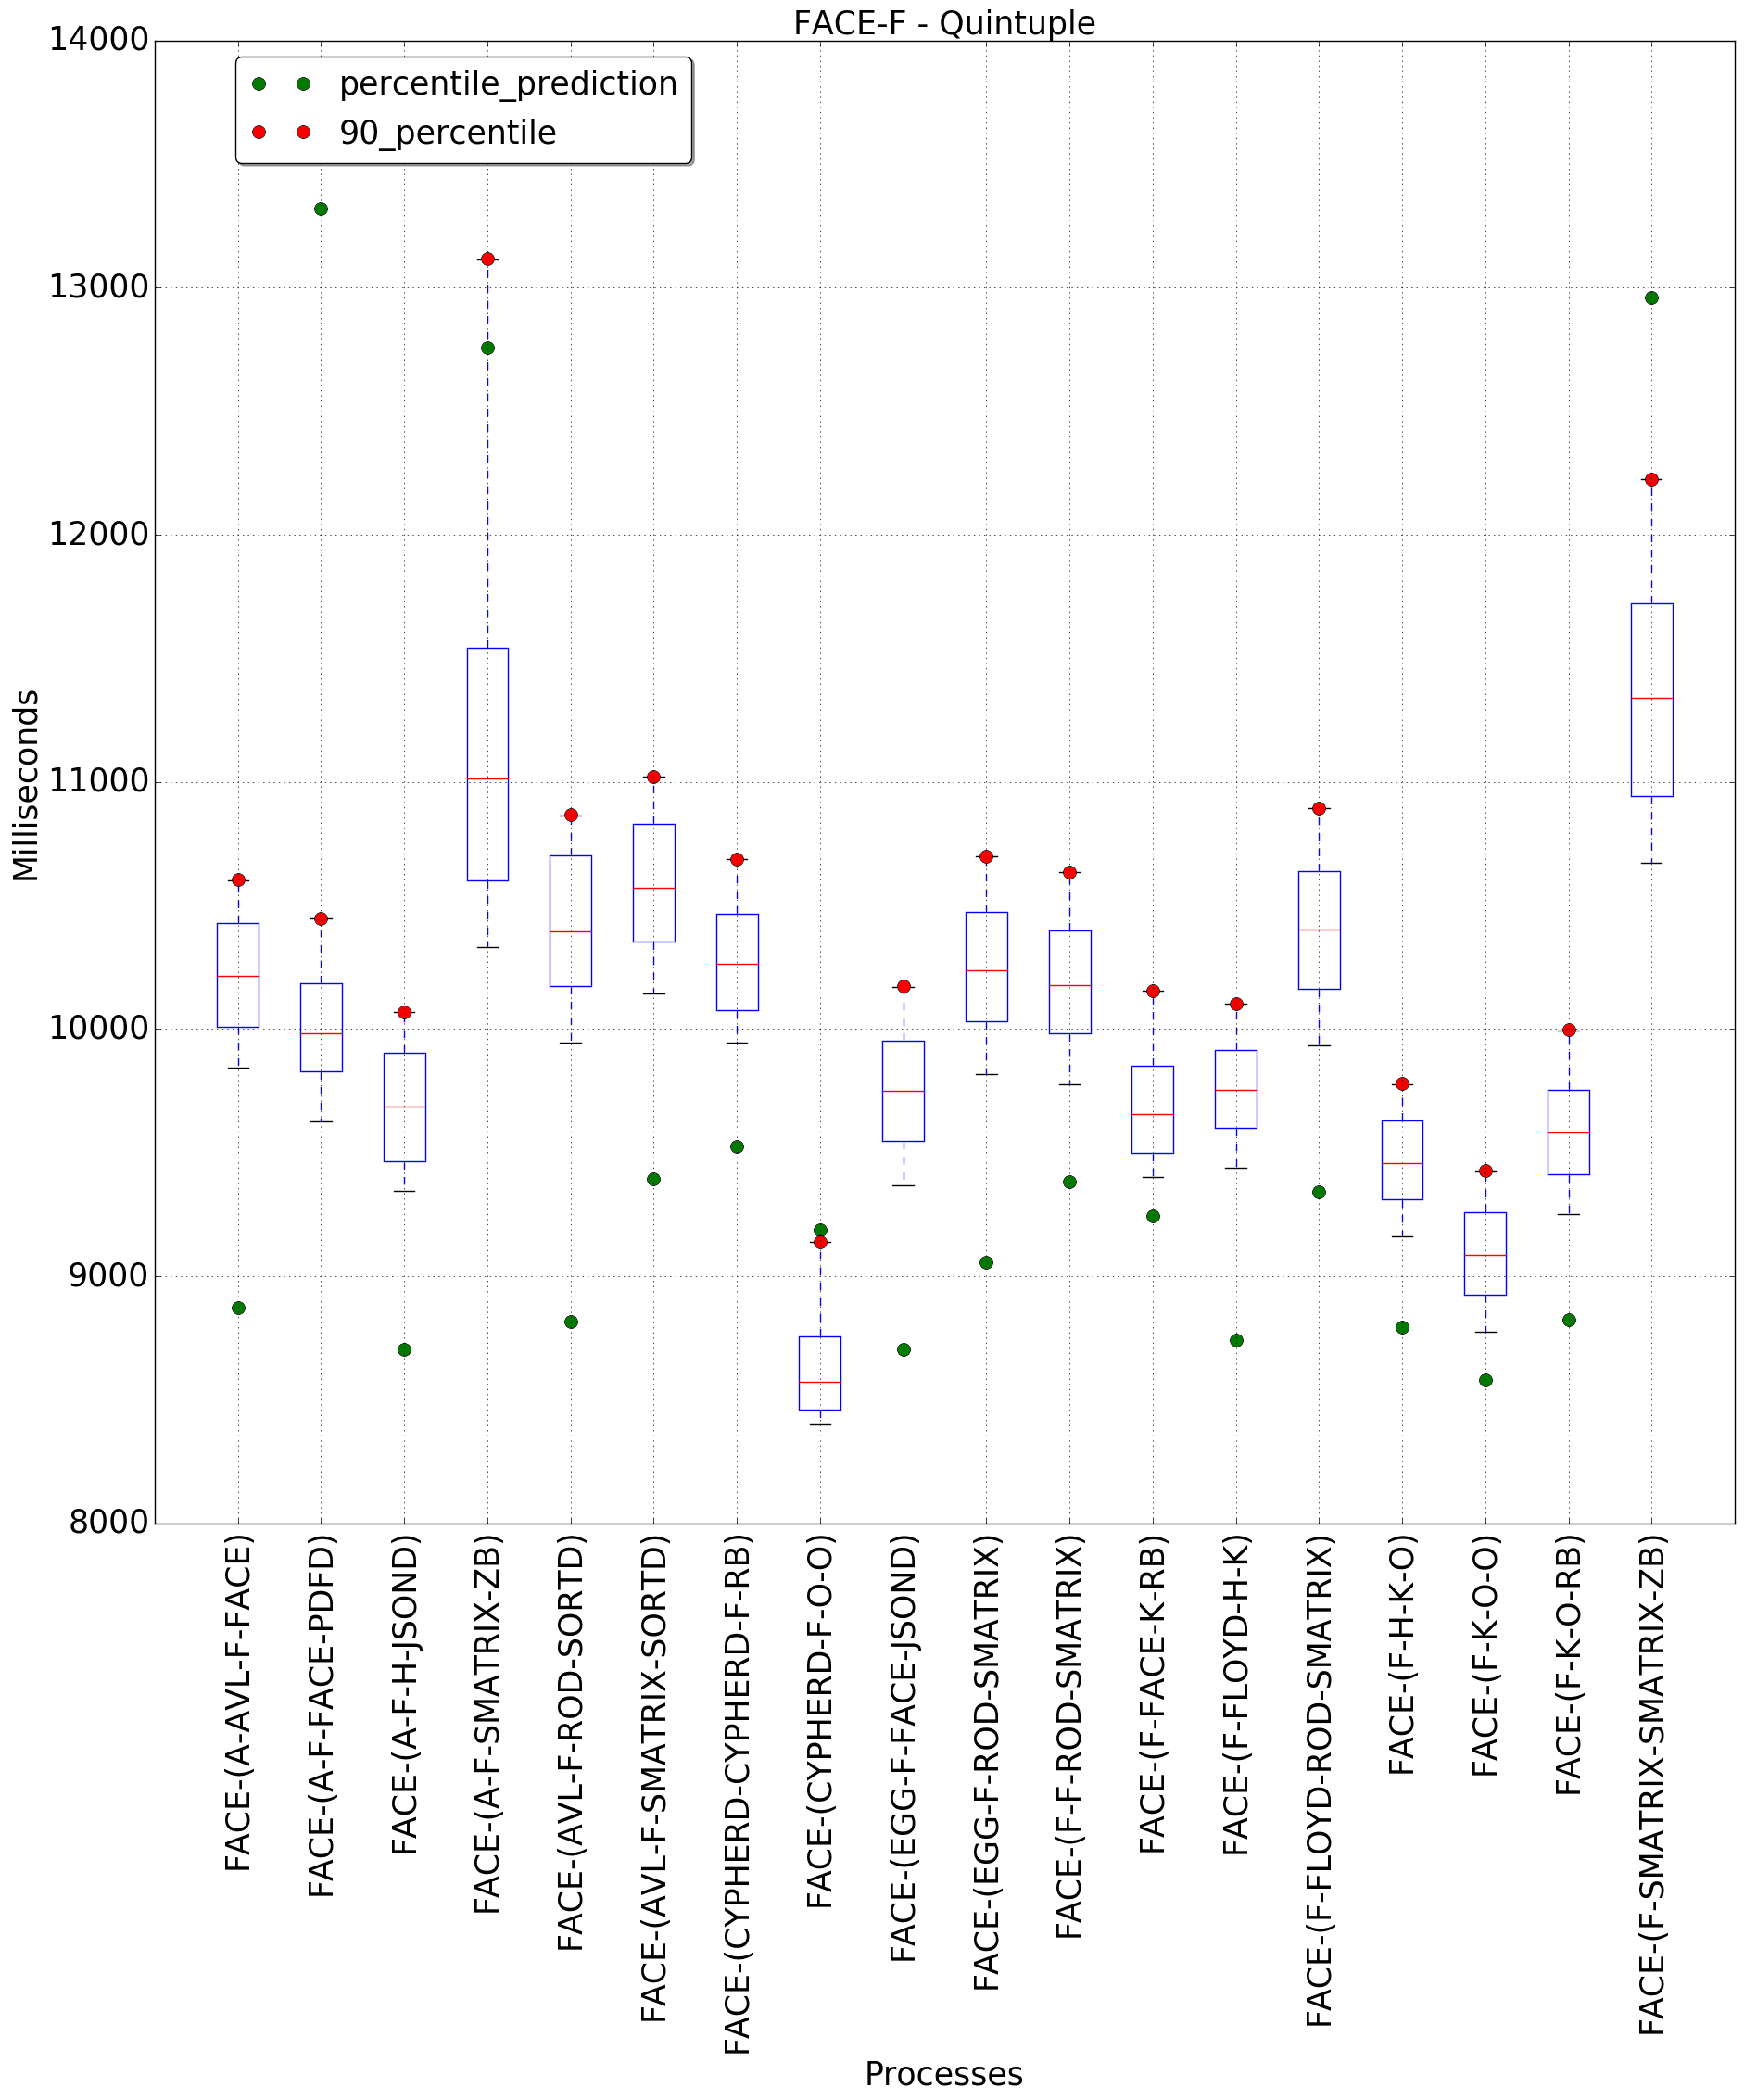 FACE-F - Quintuple
percentile_prediction
90_percentile
14000
13000
12000
11000
10000
9000
8000
Milliseconds
FACE-(A-AVL-F-FACE)
FACE-(A-F-FACE-PDFD)
FACE-(A-F-H-JSOND)
FACE-(A-F-SMATRIX-ZB)
FACE-(AVL-F-ROD-SORTD)
FACE-(AVL-F-SMATRIX-SORTD)
FACE-(CYPHERD-CYPHERD-F-RB)
FACE-(CYPHERD-F-O-O)
FACE-(EGG-F-FACE-JSOND)
FACE-(EGG-F-ROD-SMATRIX)
FACE-(F-F-ROD-SMATRIX)
FACE-(F-FACE-K-RB)
FACE-(F-FLOYD-H-K)
FACE-(F-FLOYD-ROD-SMATRIX)
FACE-(F-H-K-O)
FACE-(F-K-O-O)
FACE-(F-K-O-RB)
FACE-(F-SMATRIX-SMATRIX-ZB)
Processes